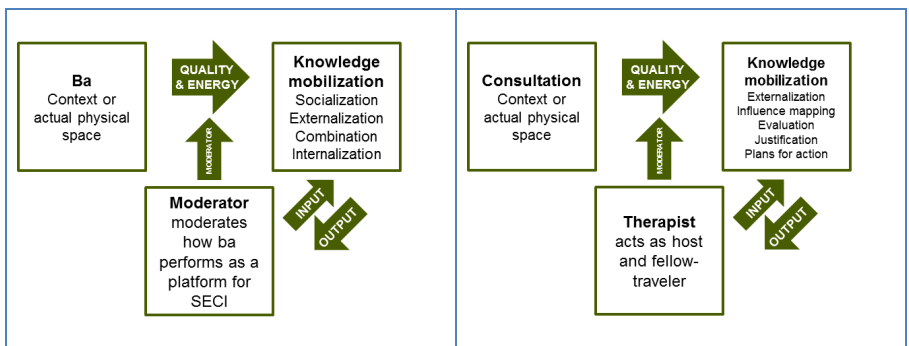 Ba
Context or
actual physical
space
QUALITY
& ENERGY
MODERATOR
Knowledge
mobilization
Socialization
Externalization
Combination
Internalization
Moderator
moderates
how ba
performs as a
platform for
SECI
INPUT
OUTPUT
Consultation
Context or
actual physical
space
QUALITY
& ENERGY
MODERATOR
Knowledge
mobilization
Externalization
Influence mapping
Evaluation
Justification
Plans for action
Therapist
acts as host
and fellow-
traveler
INPUT
OUTPUT